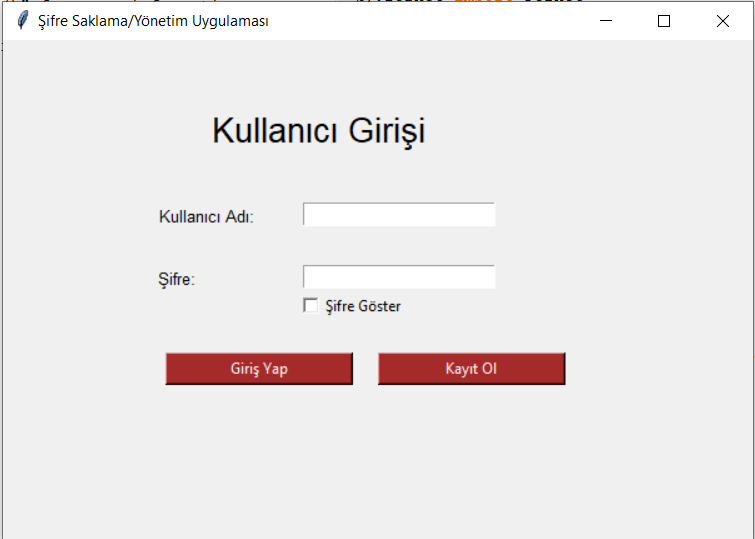 Şifre Saklama/Yönetim Uygulaması
Kullanıcı Girişi
Kullanıcı Adı:
Şifre:
Şifre Göster
Giriş Yap
Kayıt Ol